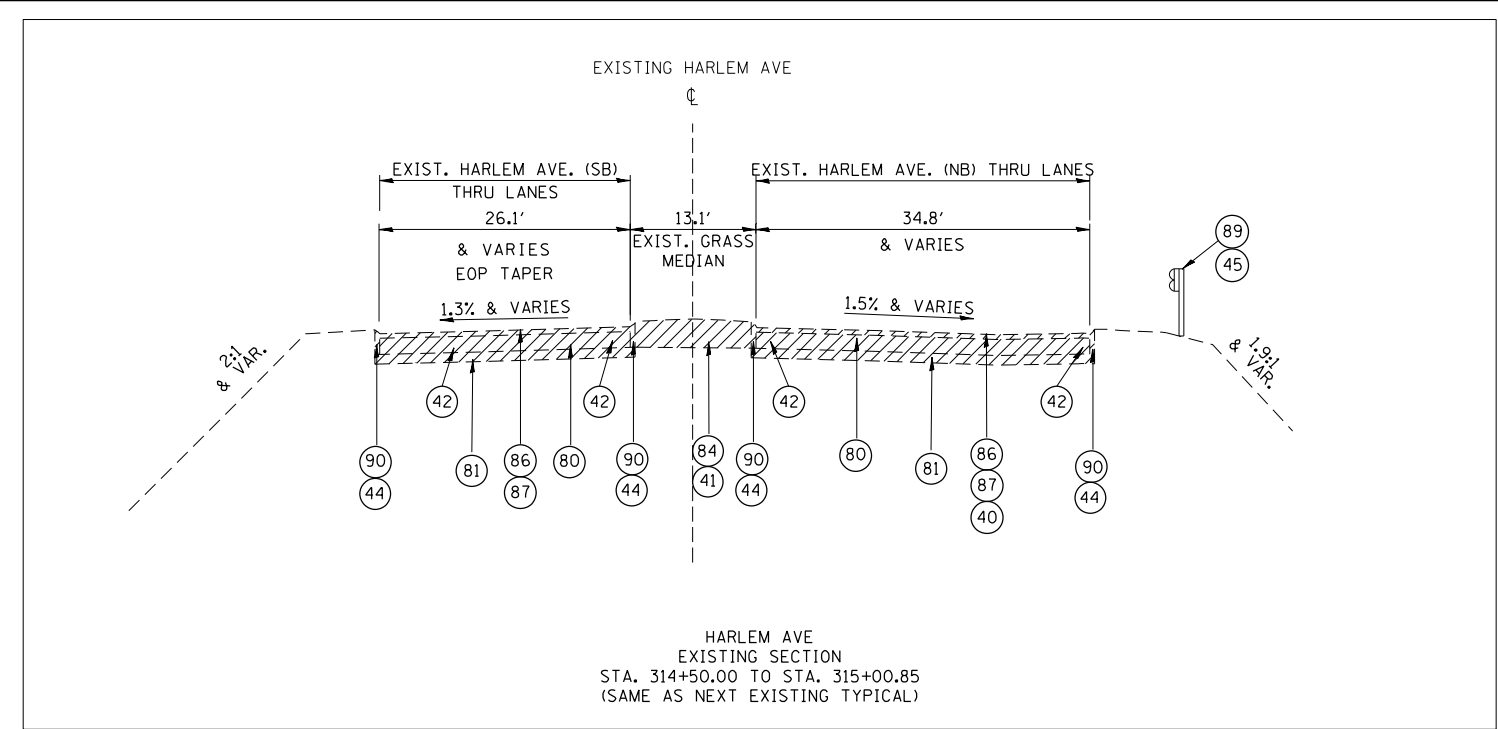 EXISTING HARLEM AVE
℄
EXIST. HARLEM AVE. (SB)
THRU LANES
EXIST. HARLEM AVE. (NB) THRU LANES
26.1'
& VARIES
EOP TAPER
13.1'
EXIST. GRASS
MEDIAN
34.8'
& VARIES
1.3% & VARIES
1.5% & VARIES
89
45
2:1
& VAR.
1.9:1
& VAR.
42
42
42
42
90
44
81
86
87
80
90
44
84
41
90
44
80
81
86
87
40
90
44
HARLEM AVE
EXISTING SECTION
STA. 314+50.00 TO STA. 315+00.85
(SAME AS NEXT EXISTING TYPICAL)